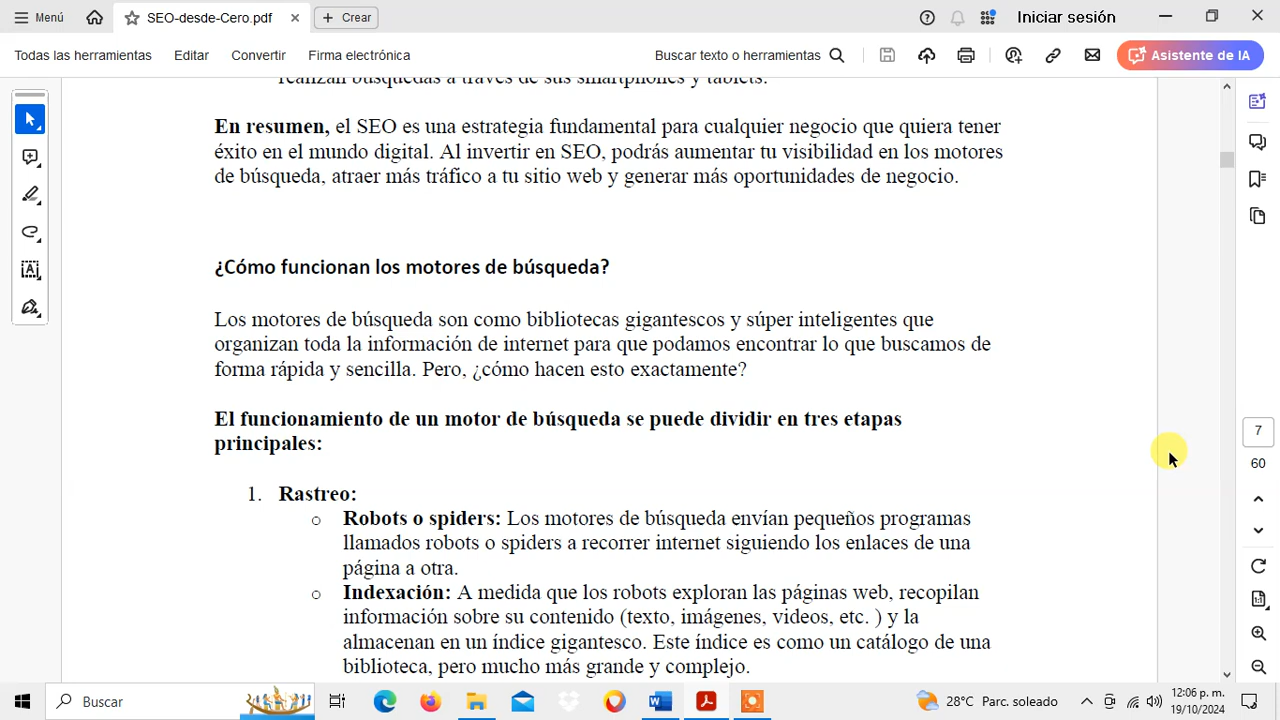 Menú
SEO-desde-Cero.pdf
Crear
Iniciar sesión
Todas las herramientas
Editar
Convertir
Firma electrónica
Buscar texto o herramientas
Asistente de IA
realizan búsquedas a través de sus smartphones y tablets.
En resumen, el SEO es una estrategia fundamental para cualquier negocio que quiera tener
éxito en el mundo digital. Al invertir en SEO, podrás aumentar tu visibilidad en los motores
de búsqueda, atraer más tráfico a tu sitio web y generar más oportunidades de negocio.
¿Cómo funcionan los motores de búsqueda?
Los motores de búsqueda son como bibliotecas gigantescos y súper inteligentes que
organizan toda la información de internet para que podamos encontrar lo que buscamos de
forma rápida y sencilla. Pero, ¿cómo hacen esto exactamente?
El funcionamiento de un motor de búsqueda se puede dividir en tres etapas
principales:
1. Rastreo:
o Robots o spiders: Los motores de búsqueda envían pequeños programas
llamados robots o spiders a recorrer internet siguiendo los enlaces de una
página a otra.
o Indexación: A medida que los robots exploran las páginas web, recopilan
información sobre su contenido (texto, imágenes, videos, etc. ) y la
almacenan en un índice gigantesco. Este índice es como un catálogo de una
biblioteca, pero mucho más grande y complejo.
7
60
Buscar
28°C Parc. soleado
12:06 p. m.
19/10/2024